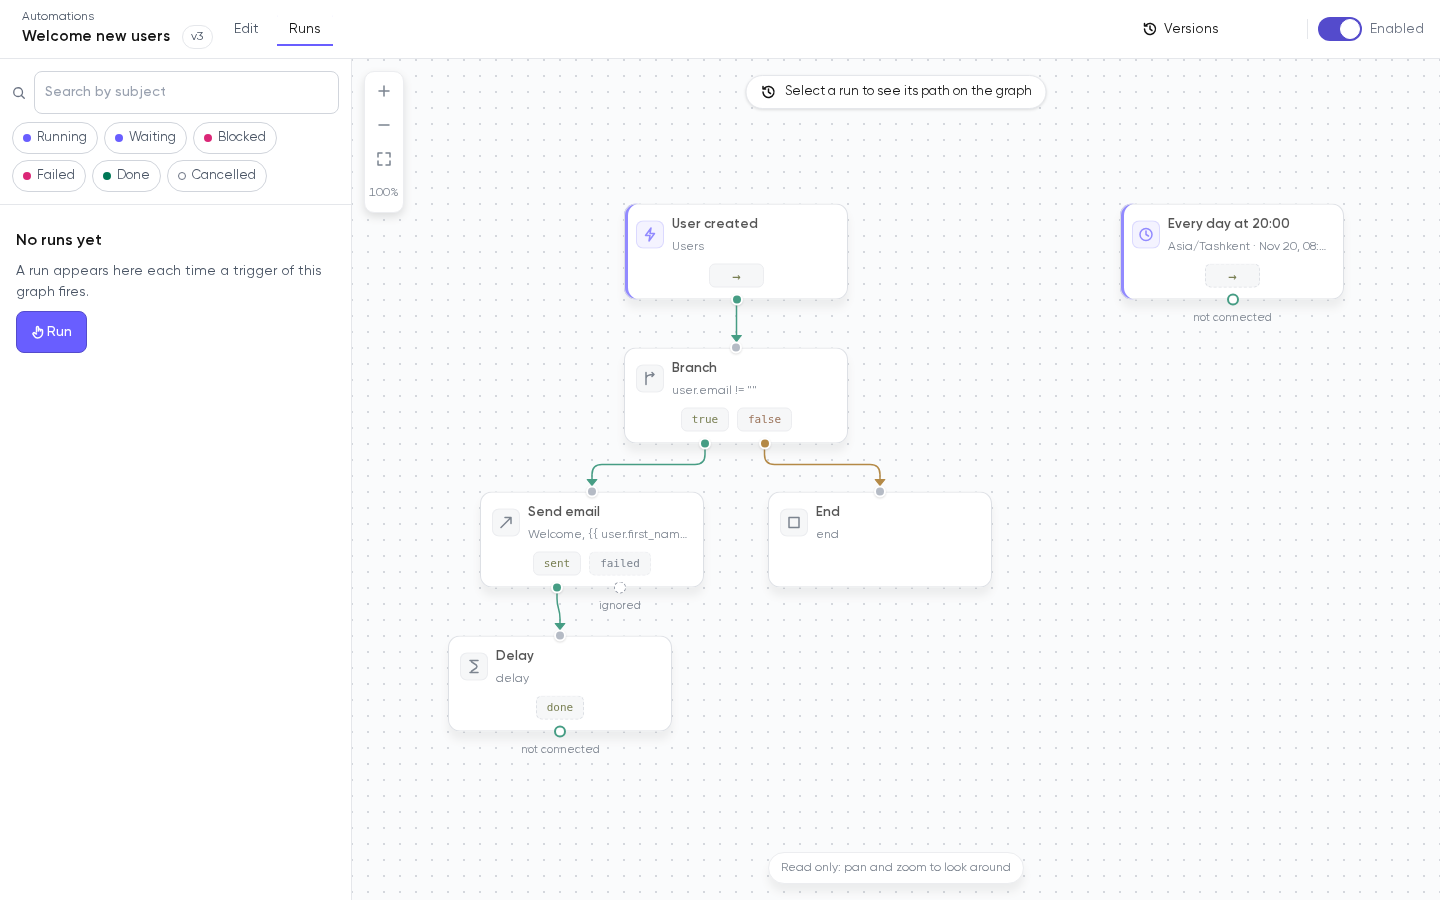 Automations
Welcome new users
v3
Edit
Runs
Versions
Enabled
Search by subject
Running
Waiting
Blocked
Failed
Done
Cancelled
No runs yet
A run appears here each time a trigger of this
graph fires.
Run
100%
Select a run to see its path on the graph
User created
Users
→
Every day at 20:00
Asia/Tashkent · Nov 20, 08:...
→
not connected
Branch
user.email != ""
true
false
Send email
Welcome, {{ user.first_nam...
sent
failed
ignored
End
end
Delay
delay
done
not connected
Read only: pan and zoom to look around